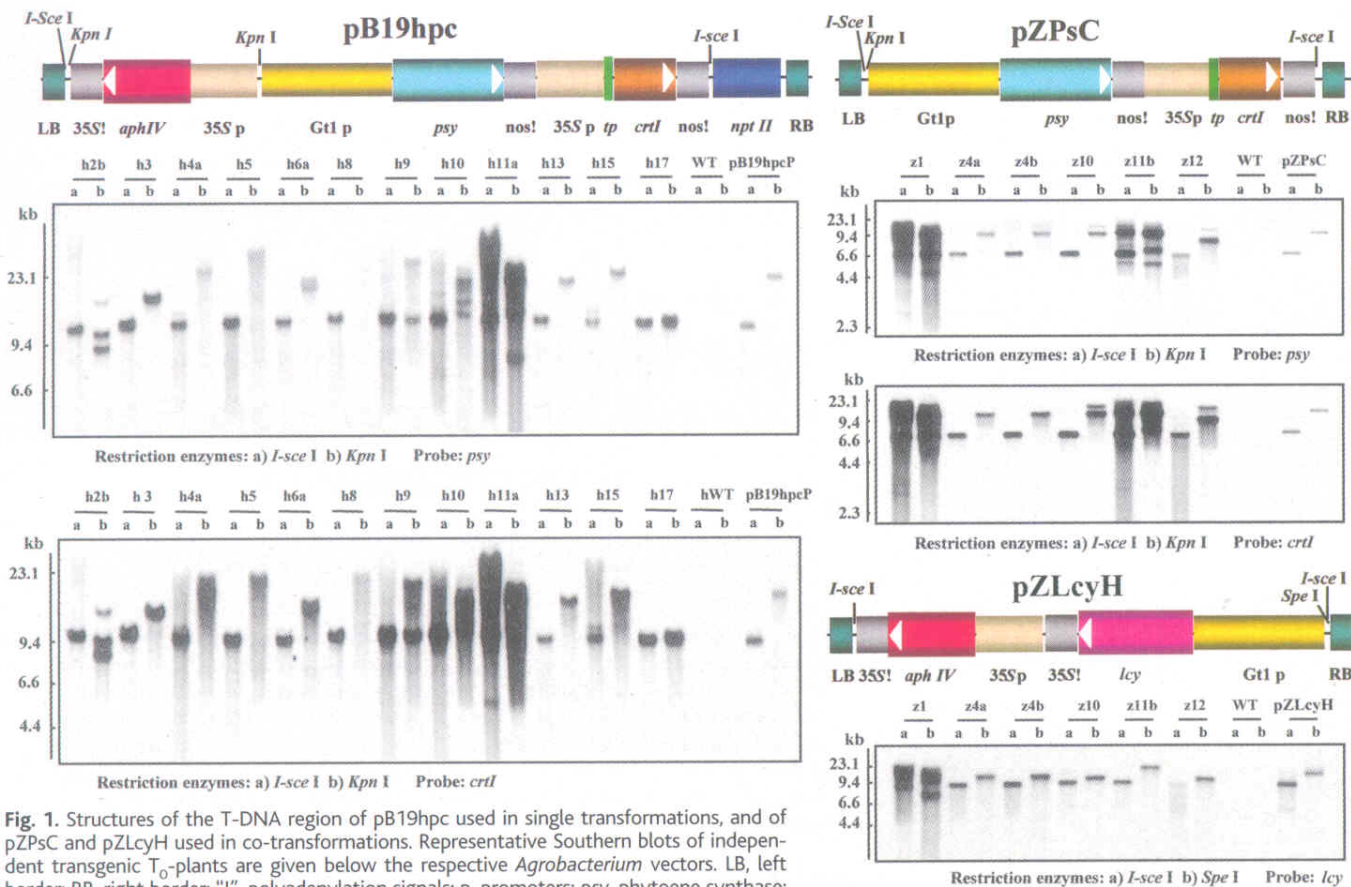 pB19hpc
I-Sce I
Kpn I
Kpn I
I-sce I
LB 35S! aphIV 35S p Gt1 p psy nos! 35S p tp crtI nos! npt II RB
h2b h3 h4a h5 h6a h8 h9 h10 h11a h13 h15 h17 WT pB19hpcP
a b a b a b a b a b a b a b a b a b a b a b a b a b a b
kb
23.1
9.4
6.6
Restriction enzymes: a) I-sce I b) Kpn I Probe: psy
h2b h 3 h4a h5 h6a h8 h9 h10 h11a h13 h15 h17 hWT pB19hpcP
a b a b a b a b a b a b a b a b a b a b a b a b a b a b
kb
23.1
9.4
6.6
4.4
Restriction enzymes: a) I-sce I b) Kpn I Probe: crtI
Fig. 1. Structures of the T-DNA region of pB19hpc used in single transformations, and of
pZPsC and pZLcyH used in co-transformations. Representative Southern blots of indepen-
dent transgenic T0-plants are given below the respective Agrobacterium vectors. LB, left
border; RB, right border; "!", polyadenylation signals; p, promoters; psy, phytoene synthase;
pZPsC
I-Sce I
Kpn I
I-sce I
LB Gt1p psy nos! 35Sp tp crtI nos! RB
z1 z4a z4b z10 z11b z12 WT pZPsC
a b a b a b a b a b a b a b a b
kb
23.1
9.4
6.6
4.4
2.3
Restriction enzymes: a) I-sce I b) Kpn I Probe: psy
kb
23.1
9.4
6.6
4.4
2.3
Restriction enzymes: a) I-sce I b) Kpn I Probe: crtI
pZLcyH
I-sce I
I-sce I
Spe I
LB 35S! aph IV 35Sp 35S! lcy Gt1 p RB
z1 z4a z4b z10 z11b z12 WT pZLcyH
a b a b a b a b a b a b a b a b
kb
23.1
9.4
6.6
4.4
Restriction enzymes: a) I-sce I b) Spe I Probe: lcy